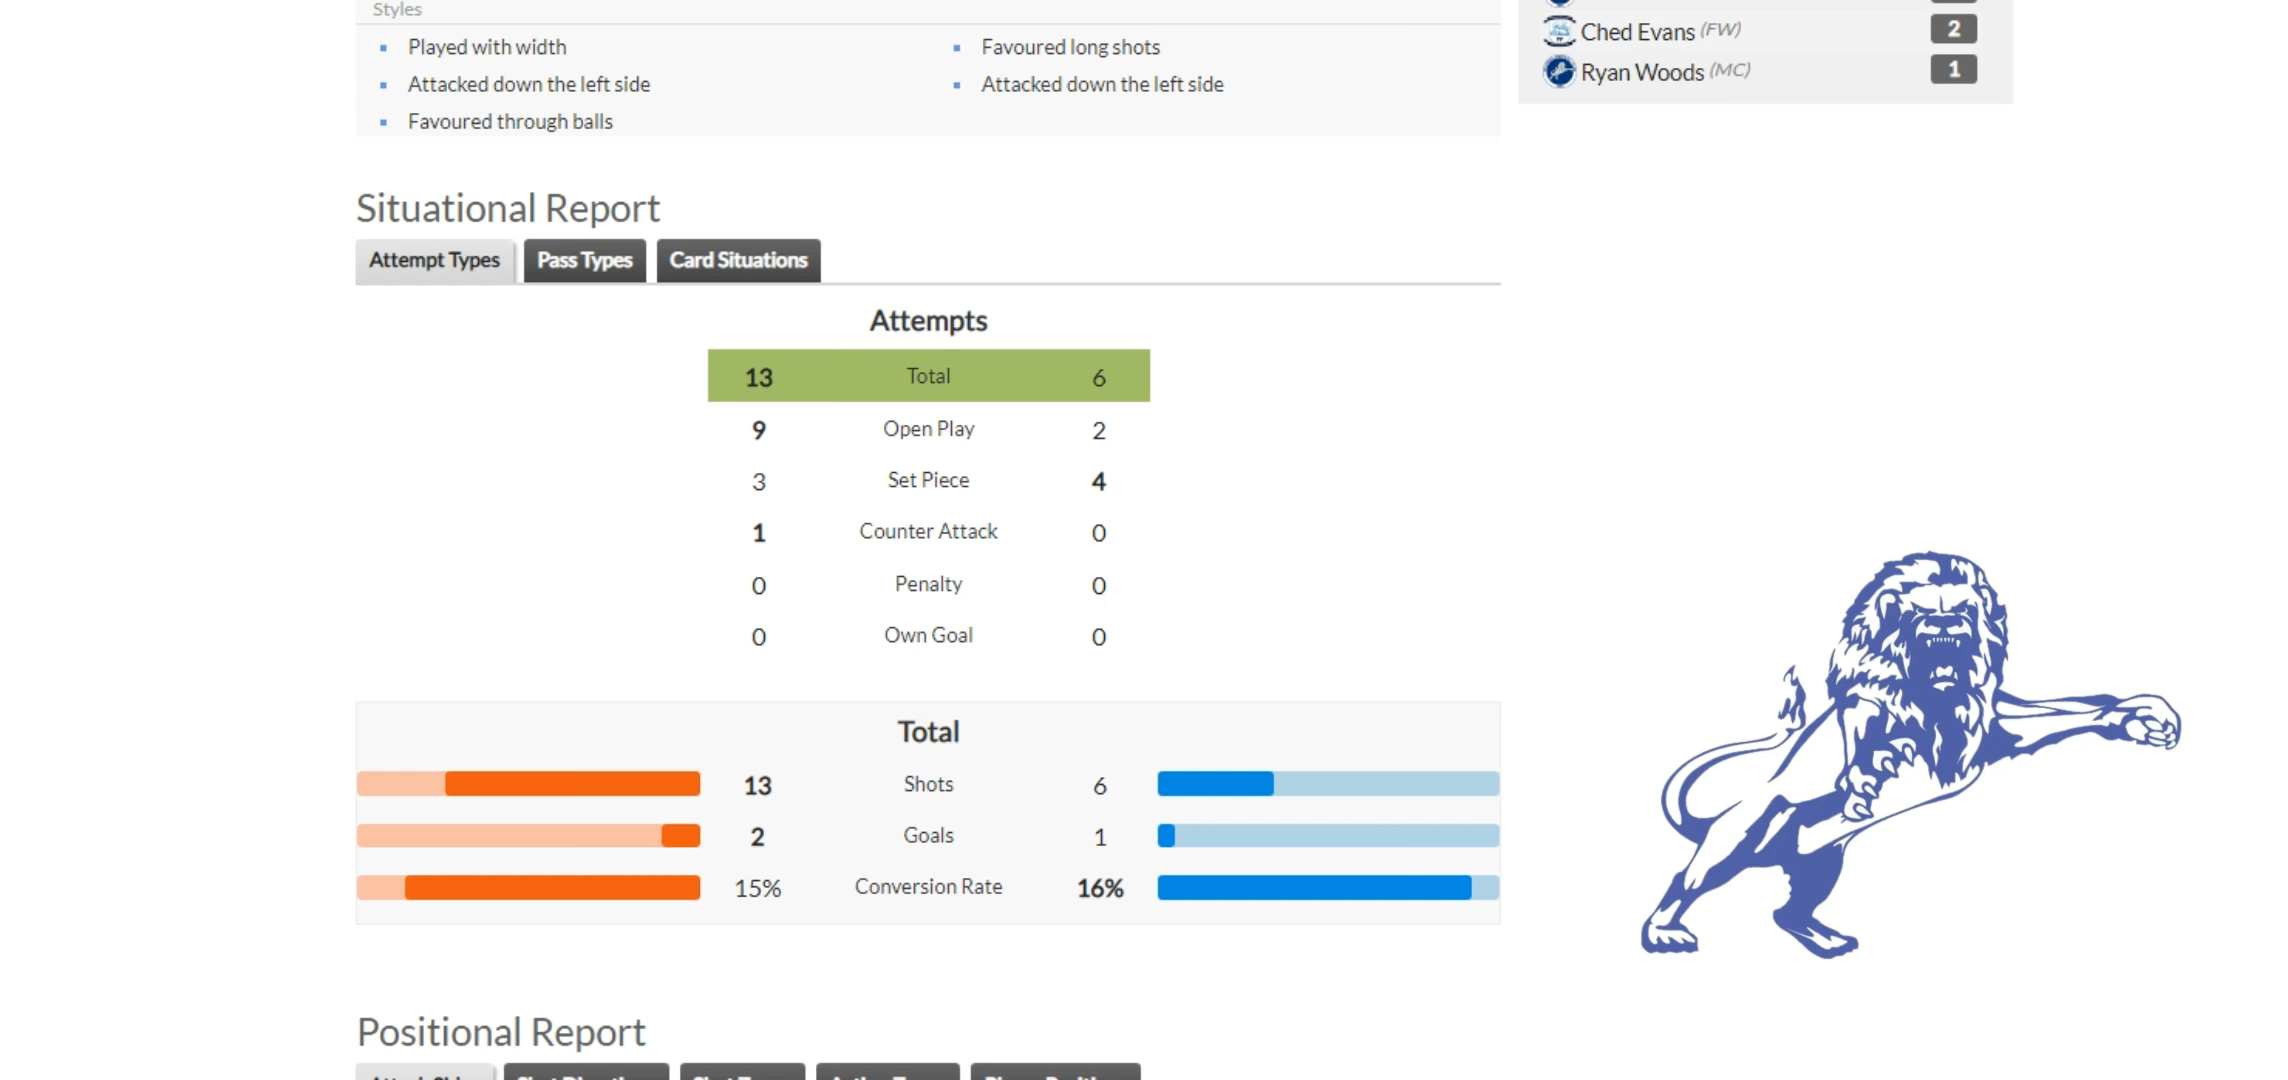 Styles
Played with width
Favoured long shots
Attacked down the left side
Attacked down the left side
Favoured through balls
Ched Evans (FW) 2
Ryan Woods (MC) 1
Situational Report
Attempt Types Pass Types Card Situations
Attempts
13 Total 6
9 Open Play 2
3 Set Piece 4
1 Counter Attack 0
0 Penalty 0
0 Own Goal 0
Total
13 Shots 6
2 Goals 1
15% Conversion Rate 16%
Positional Report